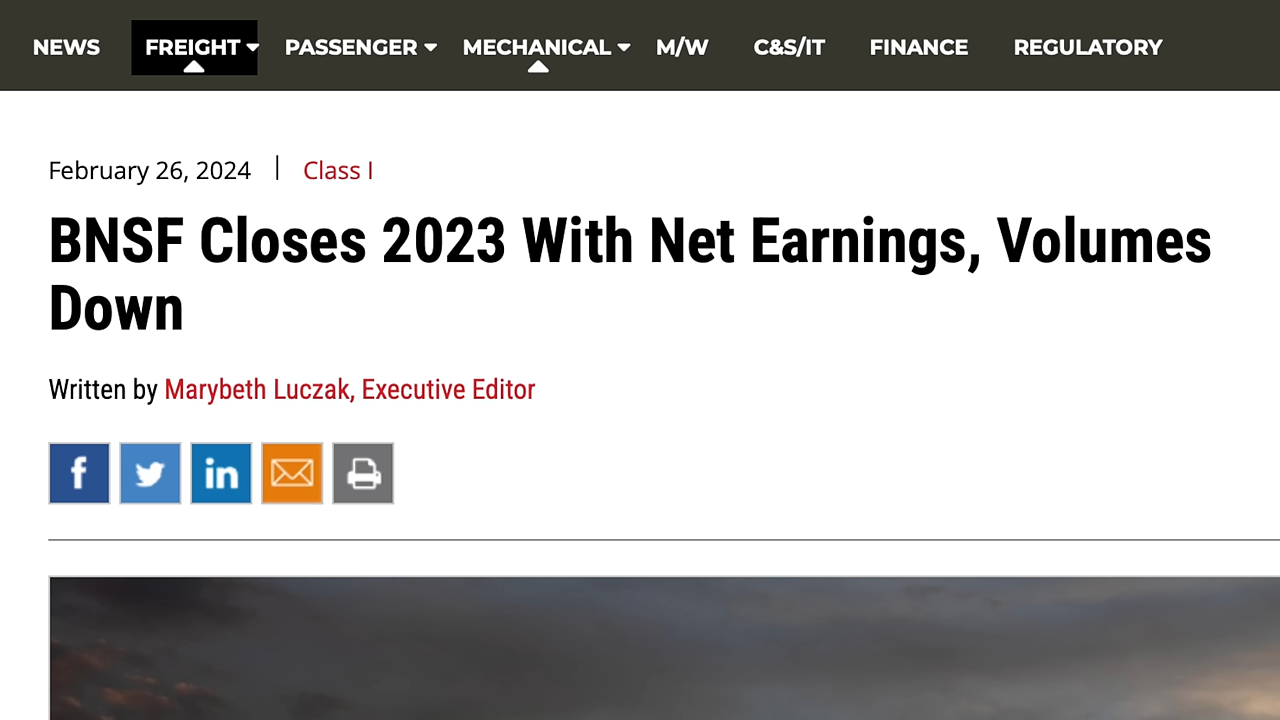 NEWS FREIGHT PASSENGER MECHANICAL M/W C&S/IT FINANCE REGULATORY
February 26, 2024 | Class I
BNSF Closes 2023 With Net Earnings, Volumes
Down
Written by Marybeth Luczak, Executive Editor